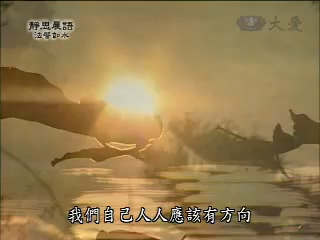 靜思晨語
法譬如水
大愛
我們自己人人應該有方向